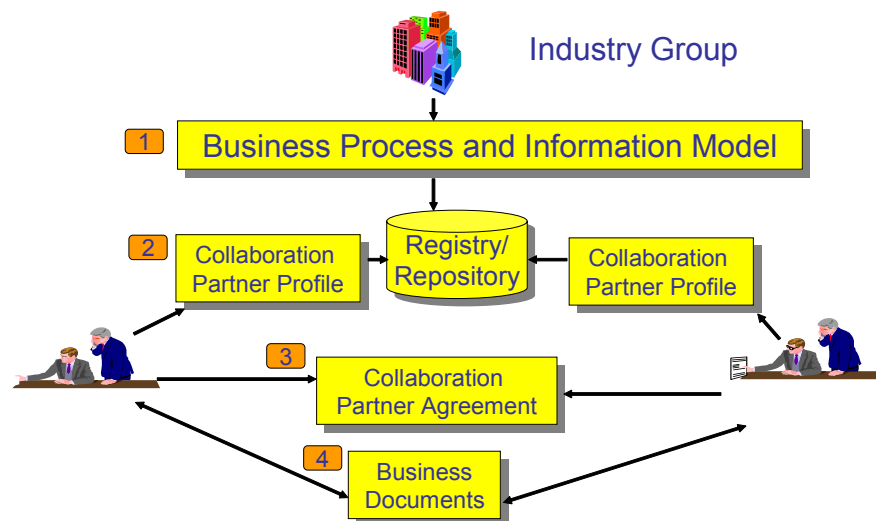 Industry Group
1
Business Process and Information Model
2
Collaboration
Partner Profile
Registry/
Repository
Collaboration
Partner Profile
3
Collaboration
Partner Agreement
4
Business
Documents